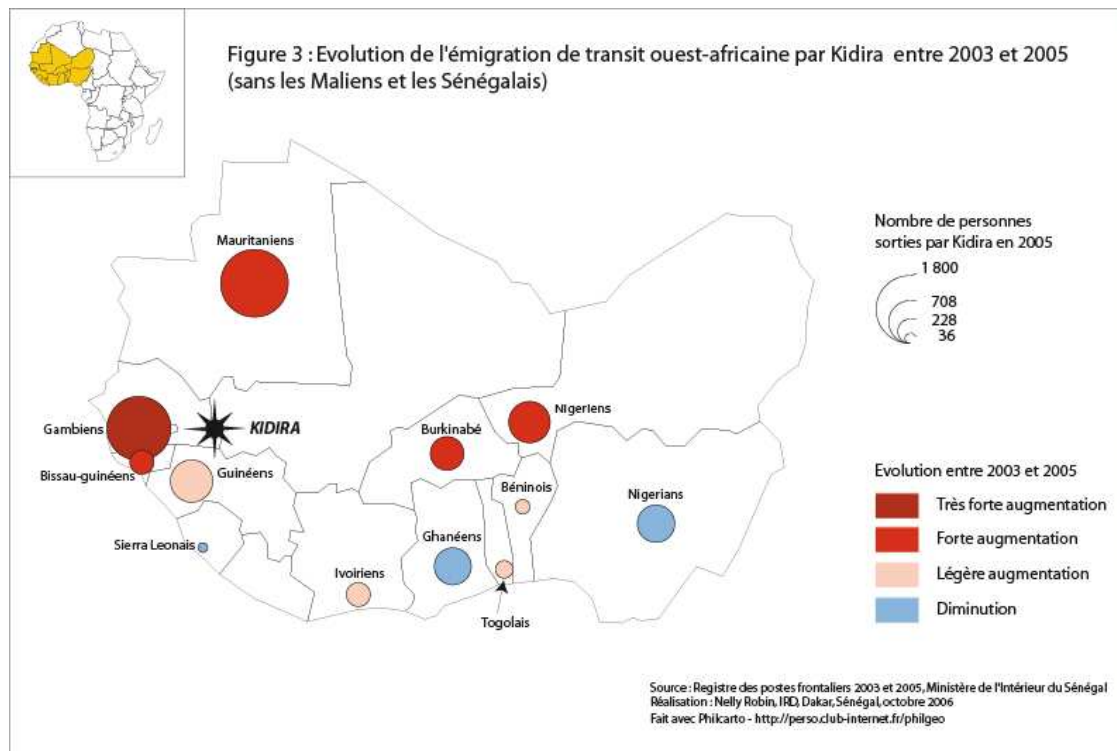 Figure 3 : Evolution de l'émigration de transit ouest-africaine par Kidira entre 2003 et 2005
(sans les Maliens et les Sénégalais)
Nombre de personnes
sorties par Kidira en 2005
1 800
708
228
36
Mauritaniens
Gambiens
KIDIRA
Bissau-guinéens
Guinéens
Burkinabé
Nigeriens
Béninois
Nigerians
Sierra Leonais
Ivoiriens
Ghanéens
Togolais
Evolution entre 2003 et 2005
Très forte augmentation
Forte augmentation
Légère augmentation
Diminution
Source : Registre des postes frontaliers 2003 et 2005, Ministère de l'Intérieur du Sénégal
Réalisation : Nelly Robin, IRD, Dakar, Sénégal, octobre 2006
Fait avec Philcarto - http://perso.club-internet.fr/philgeo